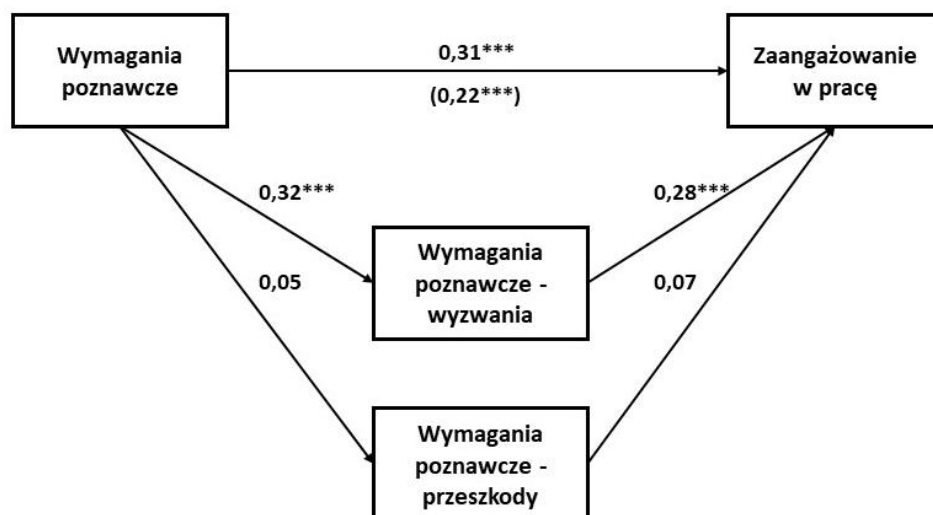 Wymagania
poznawcze
0,31***
(0,22***)
Zaangażowanie
w pracę
0,32***
0,28***
Wymagania
poznawcze -
wyzwania
0,05
0,07
Wymagania
poznawcze -
przeszkody